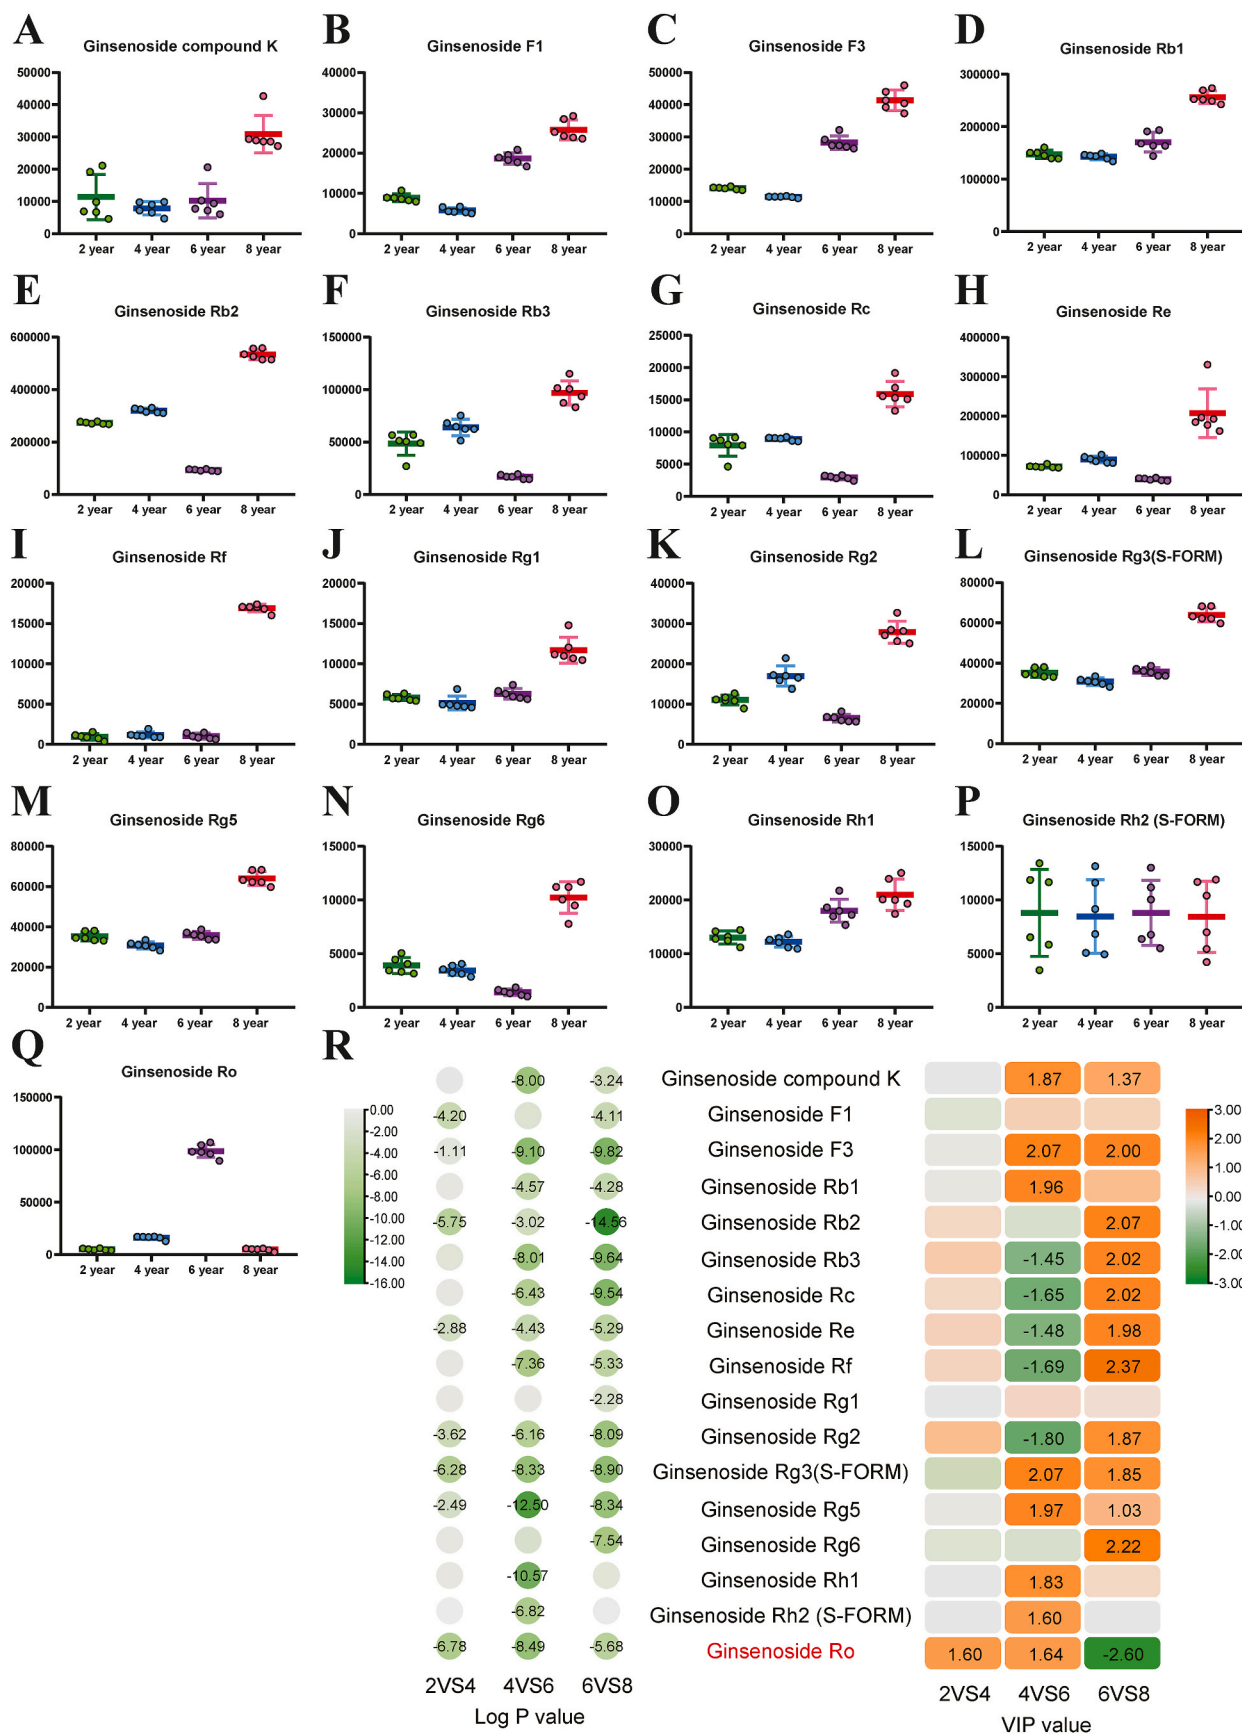 A
Ginsenoside compound K
50000
40000
30000
20000
10000
0
2 year 4 year 6 year 8 year
B
Ginsenoside F1
40000
30000
20000
10000
0
2 year 4 year 6 year 8 year
C
Ginsenoside F3
50000
40000
30000
20000
10000
0
2 year 4 year 6 year 8 year
D
Ginsenoside Rb1
300000
200000
100000
0
2 year 4 year 6 year 8 year
E
Ginsenoside Rb2
600000
400000
200000
0
2 year 4 year 6 year 8 year
F
Ginsenoside Rb3
150000
100000
50000
0
2 year 4 year 6 year 8 year
G
Ginsenoside Rc
25000
20000
15000
10000
5000
0
2 year 4 year 6 year 8 year
H
Ginsenoside Re
400000
300000
200000
100000
0
2 year 4 year 6 year 8 year
I
Ginsenoside Rf
20000
15000
10000
5000
0
2 year 4 year 6 year 8 year
J
Ginsenoside Rg1
20000
15000
10000
5000
0
2 year 4 year 6 year 8 year
K
Ginsenoside Rg2
40000
30000
20000
10000
0
2 year 4 year 6 year 8 year
L
Ginsenoside Rg3(S-FORM)
80000
60000
40000
20000
0
2 year 4 year 6 year 8 year
M
Ginsenoside Rg5
80000
60000
40000
20000
0
2 year 4 year 6 year 8 year
N
Ginsenoside Rg6
15000
10000
5000
0
2 year 4 year 6 year 8 year
O
Ginsenoside Rh1
30000
20000
10000
0
2 year 4 year 6 year 8 year
P
Ginsenoside Rh2 (S-FORM)
15000
10000
5000
0
2 year 4 year 6 year 8 year
Q
Ginsenoside Ro
150000
100000
50000
0
2 year 4 year 6 year 8 year
R
0.00
-2.00
-4.00
-6.00
-8.00
-10.00
-12.00
-14.00
-16.00
-8.00 -3.24 Ginsenoside compound K 1.87 1.37
-4.20 -4.11 Ginsenoside F1
-1.11 -9.10 -9.82 Ginsenoside F3 2.07 2.00
-4.57 -4.28 Ginsenoside Rb1 1.96
-5.75 -3.02 -14.56 Ginsenoside Rb2 2.07
-8.01 -9.64 Ginsenoside Rb3 -1.45 2.02
-6.43 -9.54 Ginsenoside Rc -1.65 2.02
-2.88 -4.43 -5.29 Ginsenoside Re -1.48 1.98
-7.36 -5.33 Ginsenoside Rf -1.69 2.37
-2.28 Ginsenoside Rg1
-3.62 -6.16 -8.09 Ginsenoside Rg2 -1.80 1.87
-6.28 -8.33 -8.90 Ginsenoside Rg3(S-FORM) 2.07 1.85
-2.49 -12.50 -8.34 Ginsenoside Rg5 1.97 1.03
-7.54 Ginsenoside Rg6 2.22
-10.57 Ginsenoside Rh1 1.83
-6.82 Ginsenoside Rh2 (S-FORM) 1.60
-6.78 -8.49 -5.68 Ginsenoside Ro 1.60 1.64 -2.60
2VS4 4VS6 6VS8
Log P value
2VS4 4VS6 6VS8
VIP value
3.00
2.00
1.00
0.00
-1.00
-2.00
-3.00